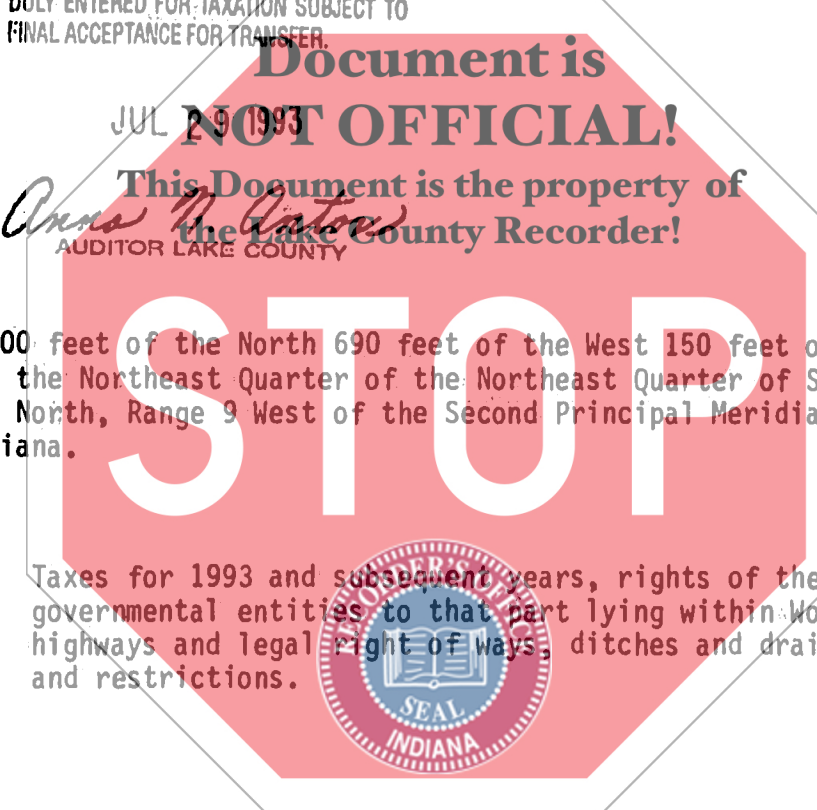 DULY ENTERED FOR TAXATION SUBJECT TO
FINAL ACCEPTANCE FOR TRANSFER.
Document is
JUL 29 1993
NOT OFFICIAL!
This Document is the property of
the Lake County Recorder!
Anna N. Anton
AUDITOR LAKE COUNTY
STOP
00 feet of the North 690 feet of the West 150 feet o
the Northeast Quarter of the Northeast Quarter of S
North, Range 9 West of the Second Principal Meridia
iana.
Taxes for 1993 and subsequent years, rights of the
governmental entities to that part lying within Wo
highways and legal right of ways, ditches and drai
and restrictions.
RECORDER'S OFFICE
SEAL
INDIANA